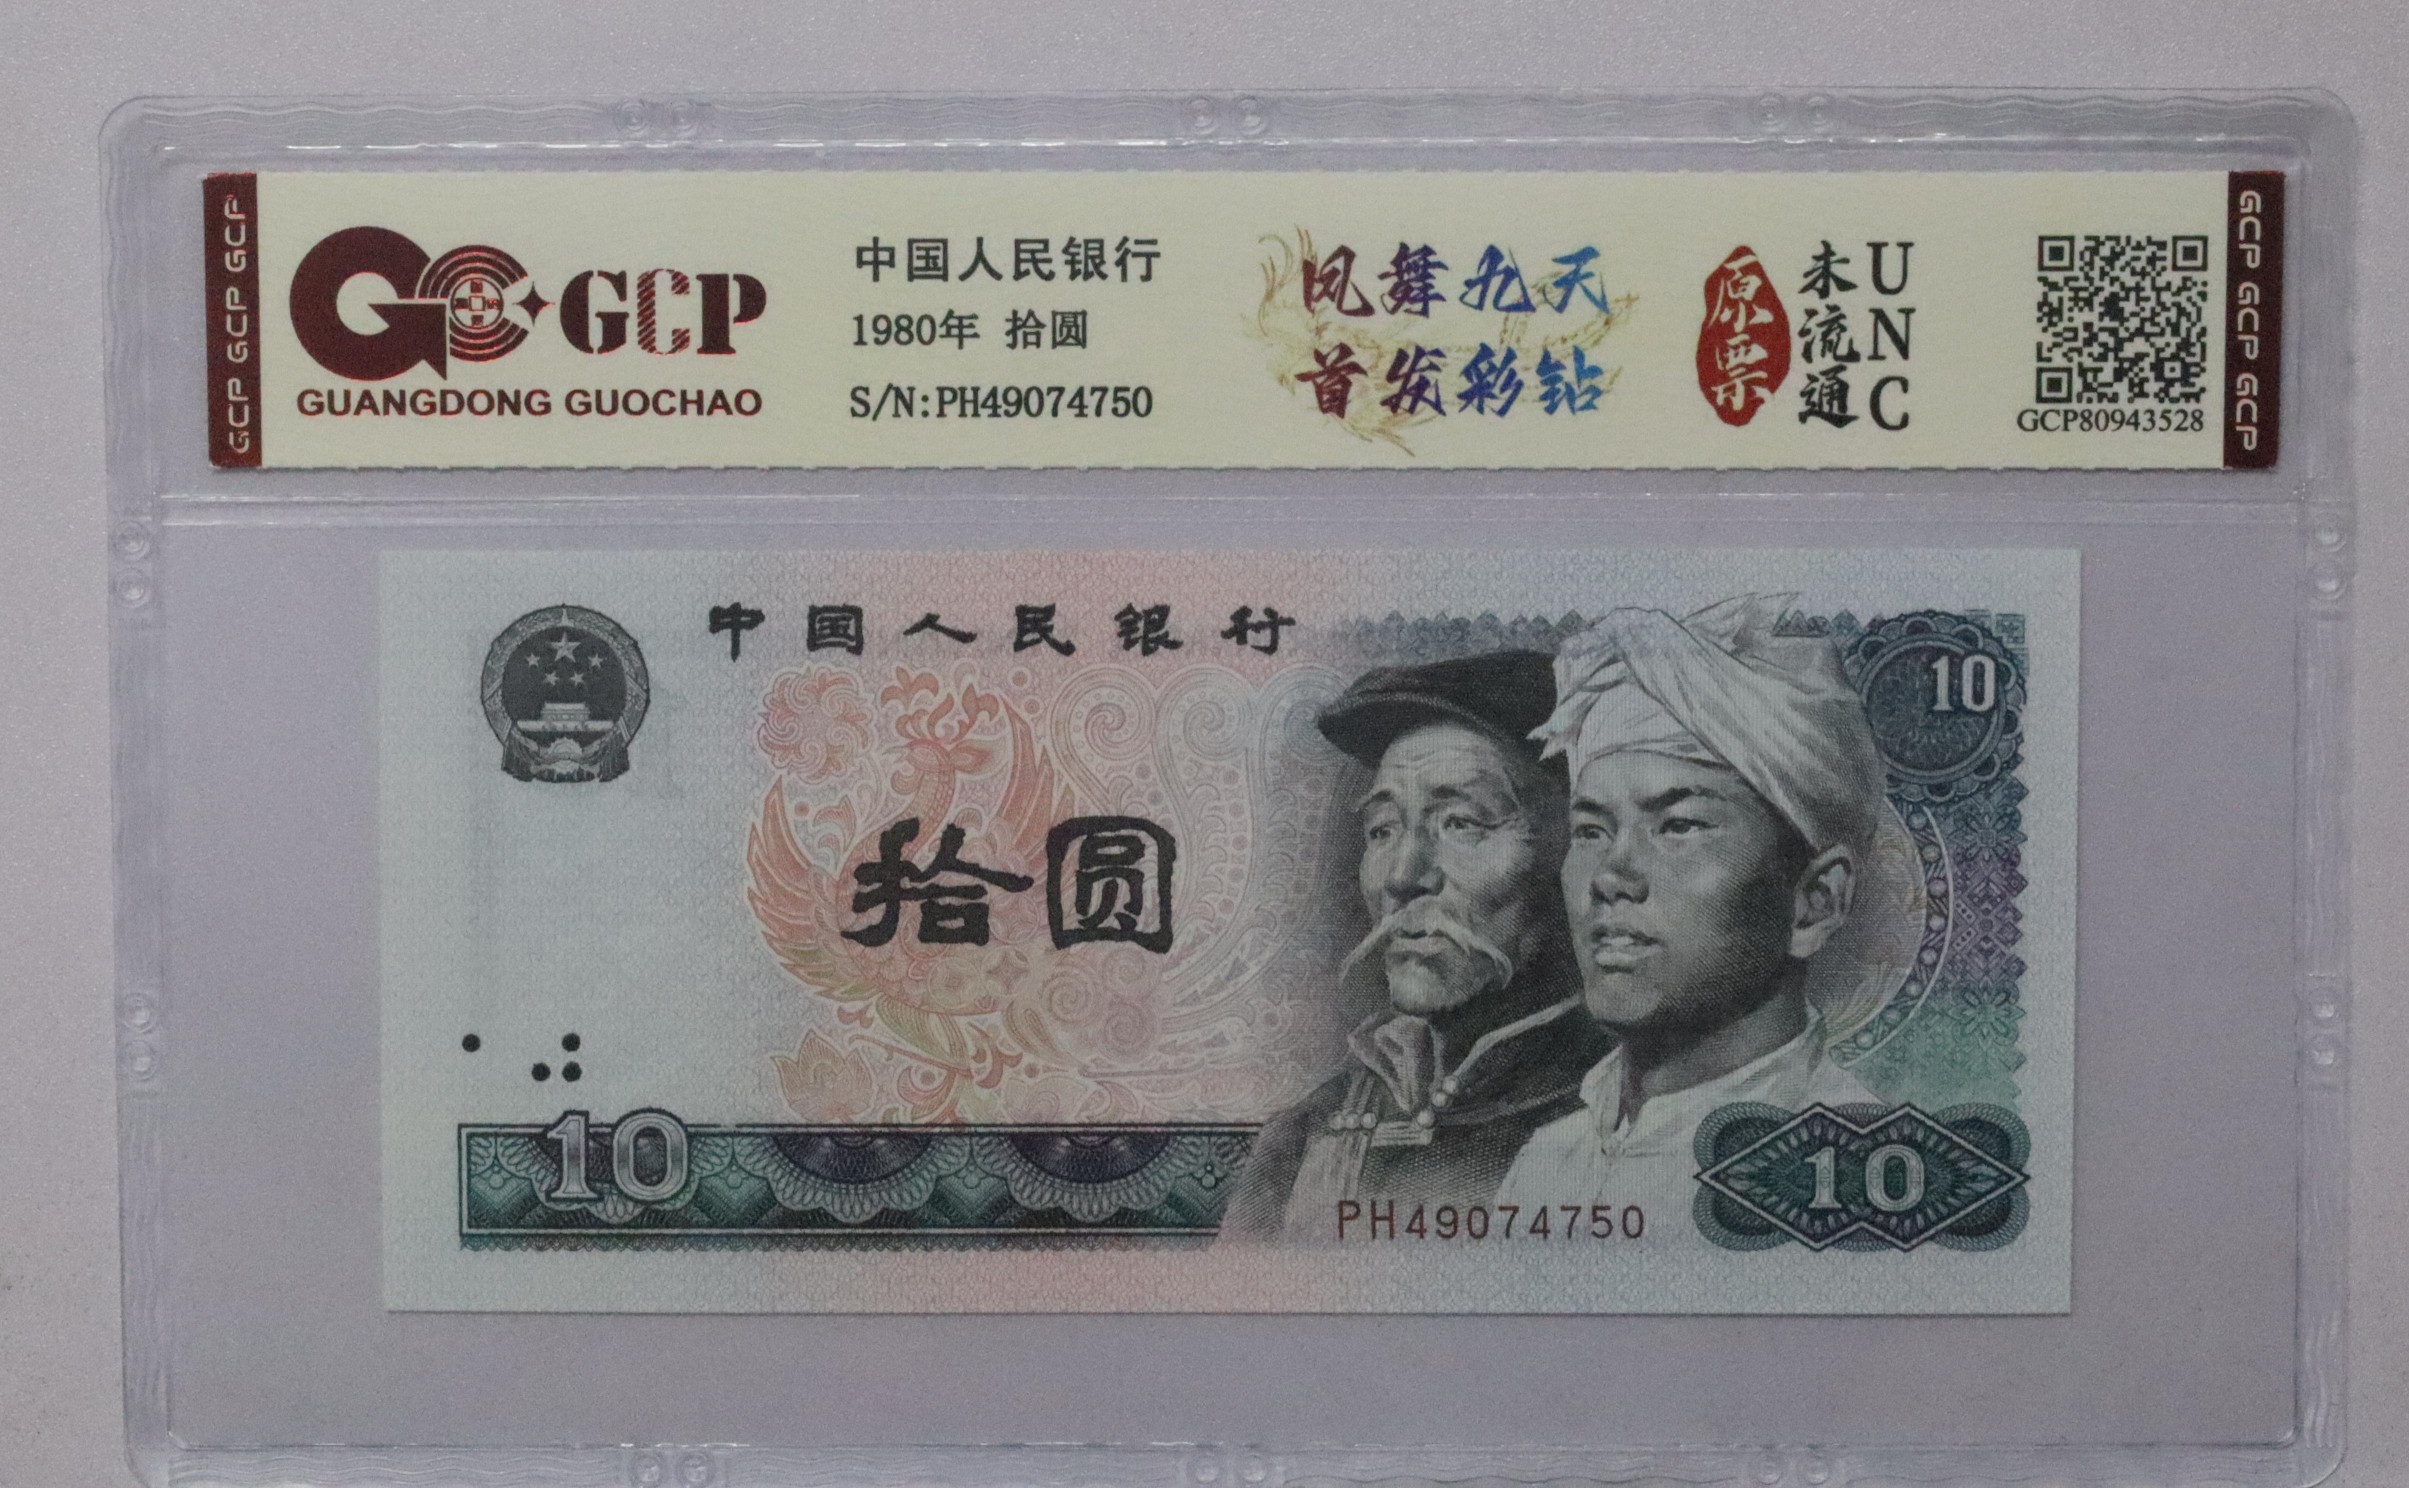 GCP GCP GCP
GCP
GUANGDONG GUOCHAO
中国人民银行
1980年 拾圆
S/N:PH49074750
凤舞九天
首发彩钻
原票
未流通
UNC
GCP80943528
GCP GCP GCP
中国人民银行
10
拾圆
10
PH49074750
10